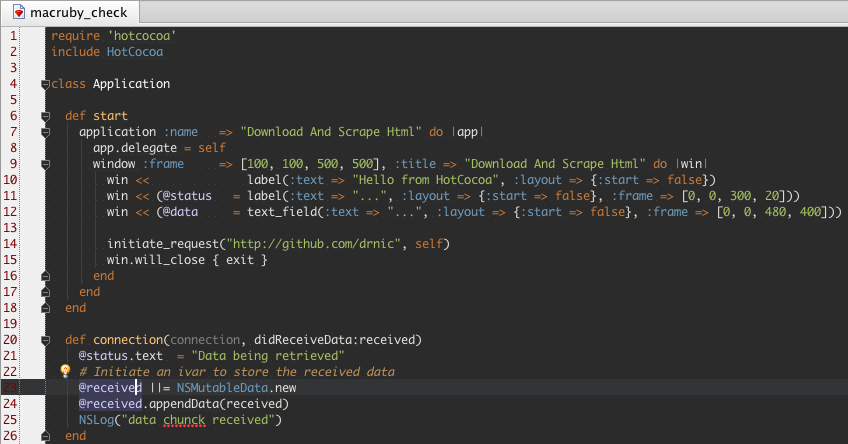 macruby_check
1 require 'hotcocoa'
2 include HotCocoa
3
4 class Application
5
6 def start
7 application :name => "Download And Scrape Html" do |app|
8 app.delegate = self
9 window :frame => [100, 100, 500, 500], :title => "Download And Scrape Html" do |win|
10 win << label(:text => "Hello from HotCocoa", :layout => {:start => false})
11 win << (@status = label(:text => "...", :layout => {:start => false}, :frame => [0, 0, 300, 20]))
12 win << (@data = text_field(:text => "...", :layout => {:start => false}, :frame => [0, 0, 480, 400]))
13
14 initiate_request("http://github.com/drnic", self)
15 win.will_close { exit }
16 end
17 end
18 end
19
20 def connection(connection, didReceiveData:received)
21 @status.text = "Data being retrieved"
22 # Initiate an ivar to store the received data
23 @received ||= NSMutableData.new
24 @received.appendData(received)
25 NSLog("data chunck received")
26 end